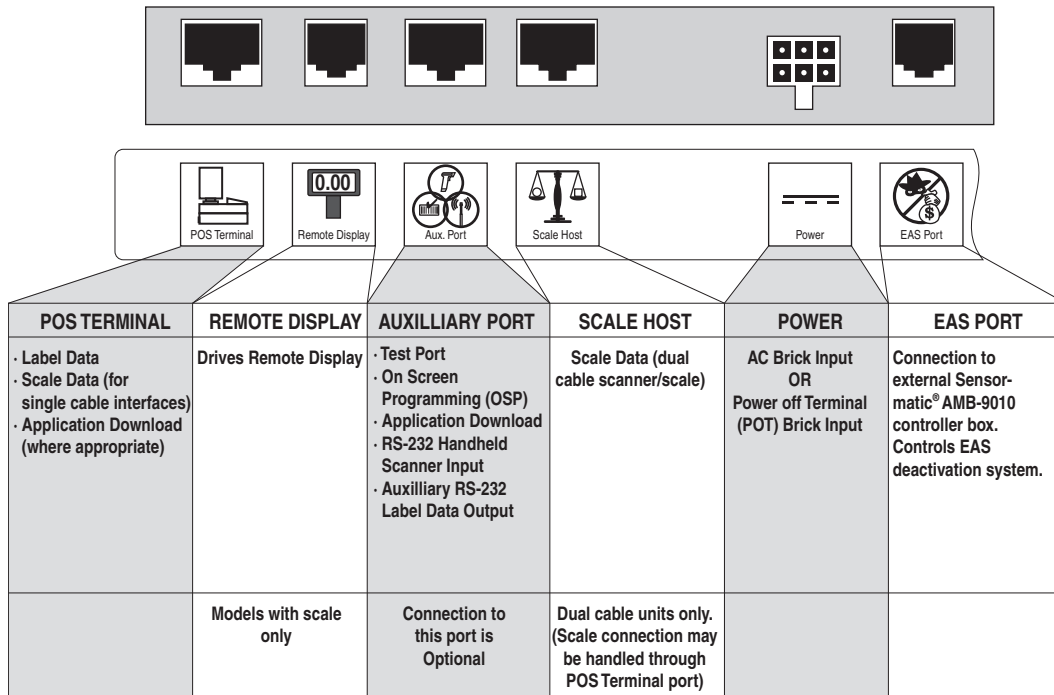 0.00
$
POS Terminal
Remote Display
Aux. Port
Scale Host
Power
EAS Port
POS TERMINAL
REMOTE DISPLAY
AUXILLIARY PORT
SCALE HOST
POWER
EAS PORT
· Label Data
· Scale Data (for
single cable interfaces)
· Application Download
(where appropriate)
Drives Remote Display
· Test Port
· On Screen
Programming (OSP)
· Application Download
· RS-232 Handheld
Scanner Input
· Auxilliary RS-232
Label Data Output
Scale Data (dual
cable scanner/scale)
AC Brick Input
OR
Power off Terminal
(POT) Brick Input
Connection to
external Sensor-
matic® AMB-9010
controller box.
Controls EAS
deactivation system.
Models with scale
only
Connection to
this port is
Optional
Dual cable units only.
(Scale connection may
be handled through
POS Terminal port)